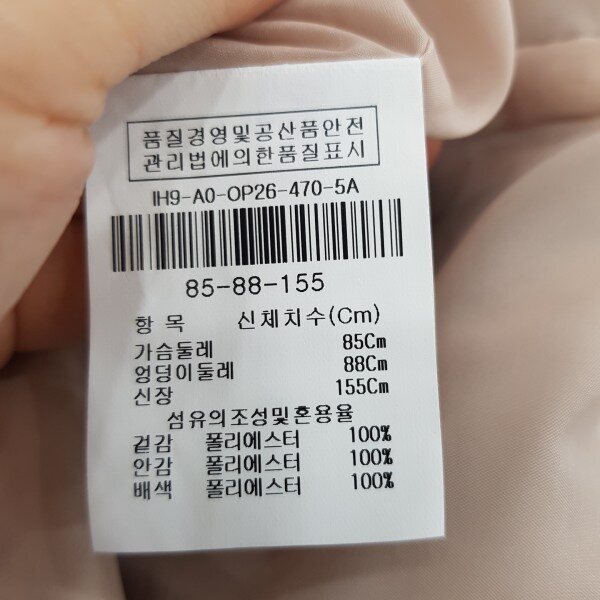 품질경영및공산품안전
관리법에의한품질표시
IH9-A0-OP26-470-5A
85-88-155
항 목 신체치수(Cm)
가슴둘레 85Cm
엉덩이둘레 88Cm
신장 155Cm
섬유의조성및혼용율
겉감 폴리에스터 100%
안감 폴리에스터 100%
배색 폴리에스터 100%